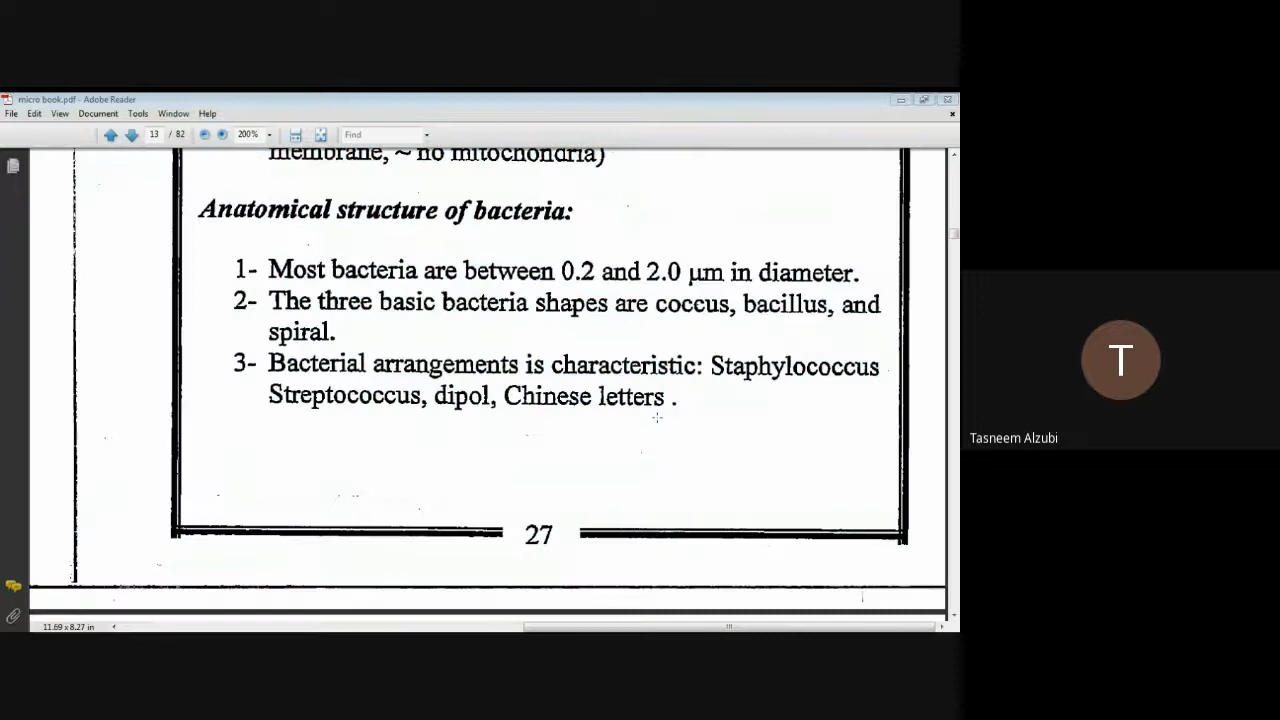 micro book.pdf - Adobe Reader
File Edit View Document Tools Window Help
13 / 82 200% Find
membrane, ~ no mitochondria)
Anatomical structure of bacteria:
1- Most bacteria are between 0.2 and 2.0 µm in diameter.
2- The three basic bacteria shapes are coccus, bacillus, and
spiral.
3- Bacterial arrangements is characteristic: Staphylococcus
Streptococcus, dipol, Chinese letters .
27
11.69 x 8.27 in
T
Tasneem Alzubi